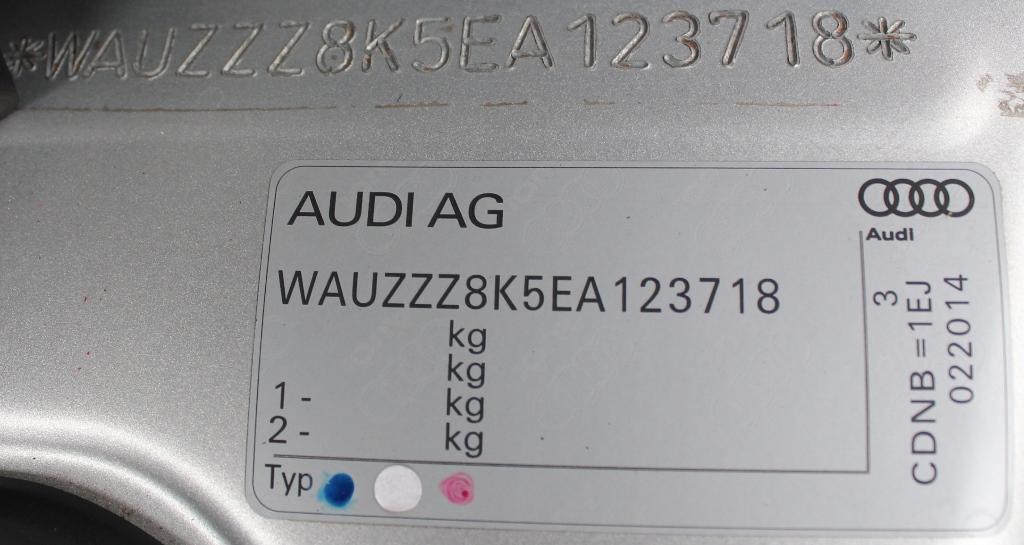 *WAUZZZ8K5EA123718*
AUDI AG
Audi
WAUZZZ8K5EA123718
kg
kg
1 - kg
2 - kg
Typ
3
CDNB = 1EJ
022014